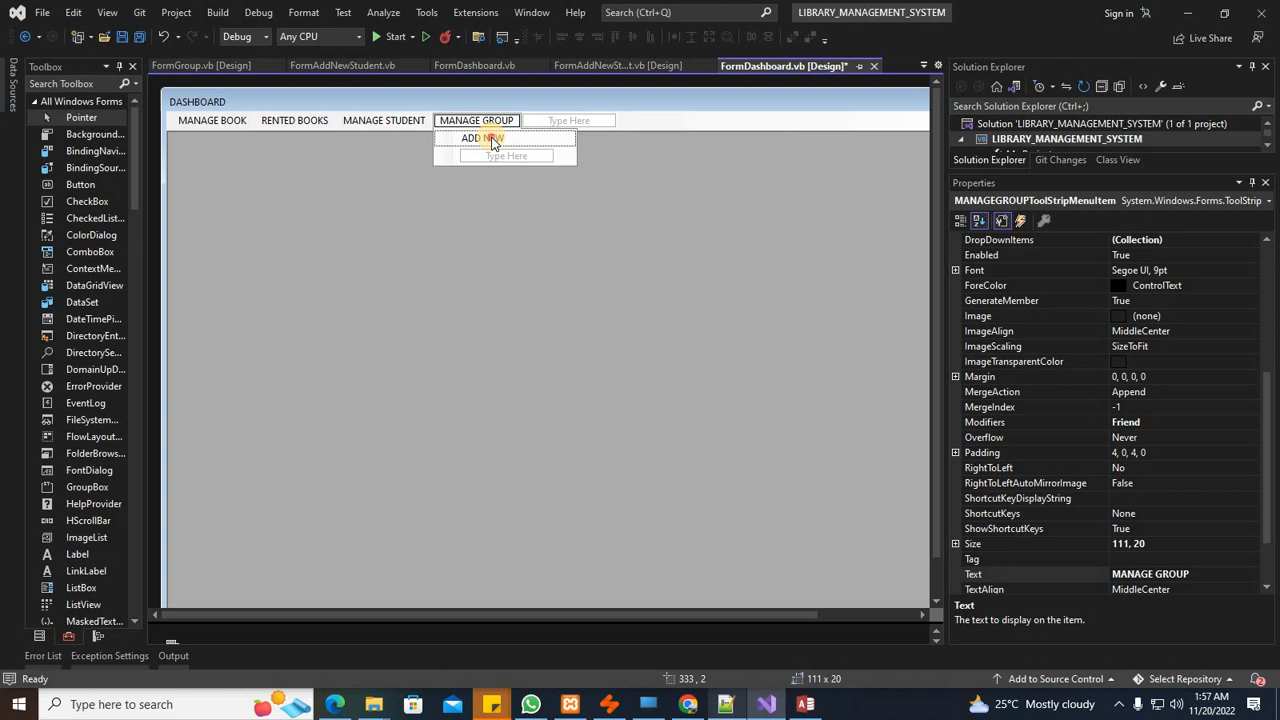 File Edit View Git Project Build Debug Format Test Analyze Tools Extensions Window Help Search (Ctrl+;) LIBRARY_MANAGEMENT_SYSTEM Sign in
Debug Any CPU Start Live Share
Data Sources
Toolbox
Search Toolbox
All Windows Forms
Pointer
Background...
BindingNavi...
BindingSour...
Button
CheckBox
CheckedList...
ColorDialog
ComboBox
ContextMe...
DataGridView
DataSet
DateTimePi...
DirectoryEnt...
DirectorySe...
DomainUpD...
ErrorProvider
EventLog
FileSystem...
FlowLayout...
FolderBrows...
FontDialog
GroupBox
HelpProvider
HScrollBar
ImageList
Label
LinkLabel
ListBox
ListView
MaskedText...
FormGroup.vb [Design] FormAddNewStudent.vb FormDashboard.vb FormAddNewSt...t.vb [Design] FormDashboard.vb [Design]*
DASHBOARD
MANAGE BOOK RENTED BOOKS MANAGE STUDENT MANAGE GROUP Type Here
ADD NEW
Type Here
Solution Explorer
Search Solution Explorer (Ctrl+;)
Solution 'LIBRARY_MANAGEMENT_SYSTEM' (1 of 1 project)
LIBRARY_MANAGEMENT_SYSTEM
Solution Explorer Git Changes Class View
Properties
MANAGEGROUPToolStripMenuItem System.Windows.Forms.ToolStrip
DropDownItems (Collection)
Enabled True
Font Segoe UI, 9pt
ForeColor ControlText
GenerateMember True
Image (none)
ImageAlign MiddleCenter
ImageScaling SizeToFit
ImageTransparentColor
Margin 0, 0, 0, 0
MergeAction Append
MergeIndex -1
Modifiers Friend
Overflow Never
Padding 4, 0, 4, 0
RightToLeft No
RightToLeftAutoMirrorImage False
ShortcutKeyDisplayString
ShortcutKeys None
ShowShortcutKeys True
Size 111, 20
Tag
Text MANAGE GROUP
TextAlign MiddleCenter
Text
The text to display on the item.
Error List Exception Settings Output
Ready 333, 2 111 x 20 Add to Source Control Select Repository 2
Type here to search 25°C Mostly cloudy 1:57 AM
11/20/2022 2